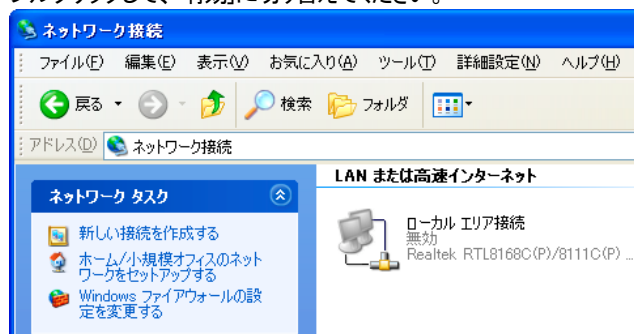 ネットワーク接続
ファイル(F) 編集(E) 表示(V) お気に入り(A) ツール(T) 詳細設定(N) ヘルプ(H)
戻る 検索 フォルダ
アドレス(D) ネットワーク接続
LAN または高速インターネット
ネットワーク タスク
新しい接続を作成する
ホーム/小規模オフィスのネット
ワークをセットアップする
Windows ファイアウォールの設
定を変更する
ローカル エリア接続
無効
Realtek RTL8168C(P)/8111C(P) ...